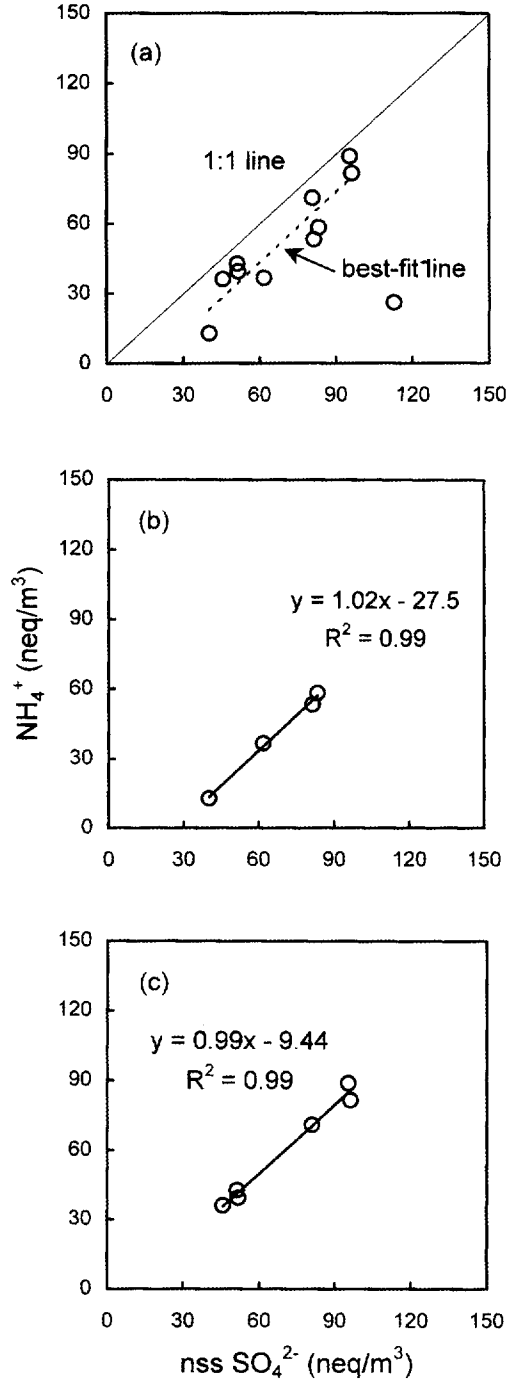 150
(a)
120
90
1:1 line
60
best-fit line
30
0
0 30 60 90 120 150
150
(b)
120
y = 1.02x - 27.5
90
R² = 0.99
60
30
0
0 30 60 90 120 150
NH₄⁺ (neq/m³)
150
(c)
120
y = 0.99x - 9.44
90
R² = 0.99
60
30
0
0 30 60 90 120 150
nss SO₄²⁻ (neq/m³)